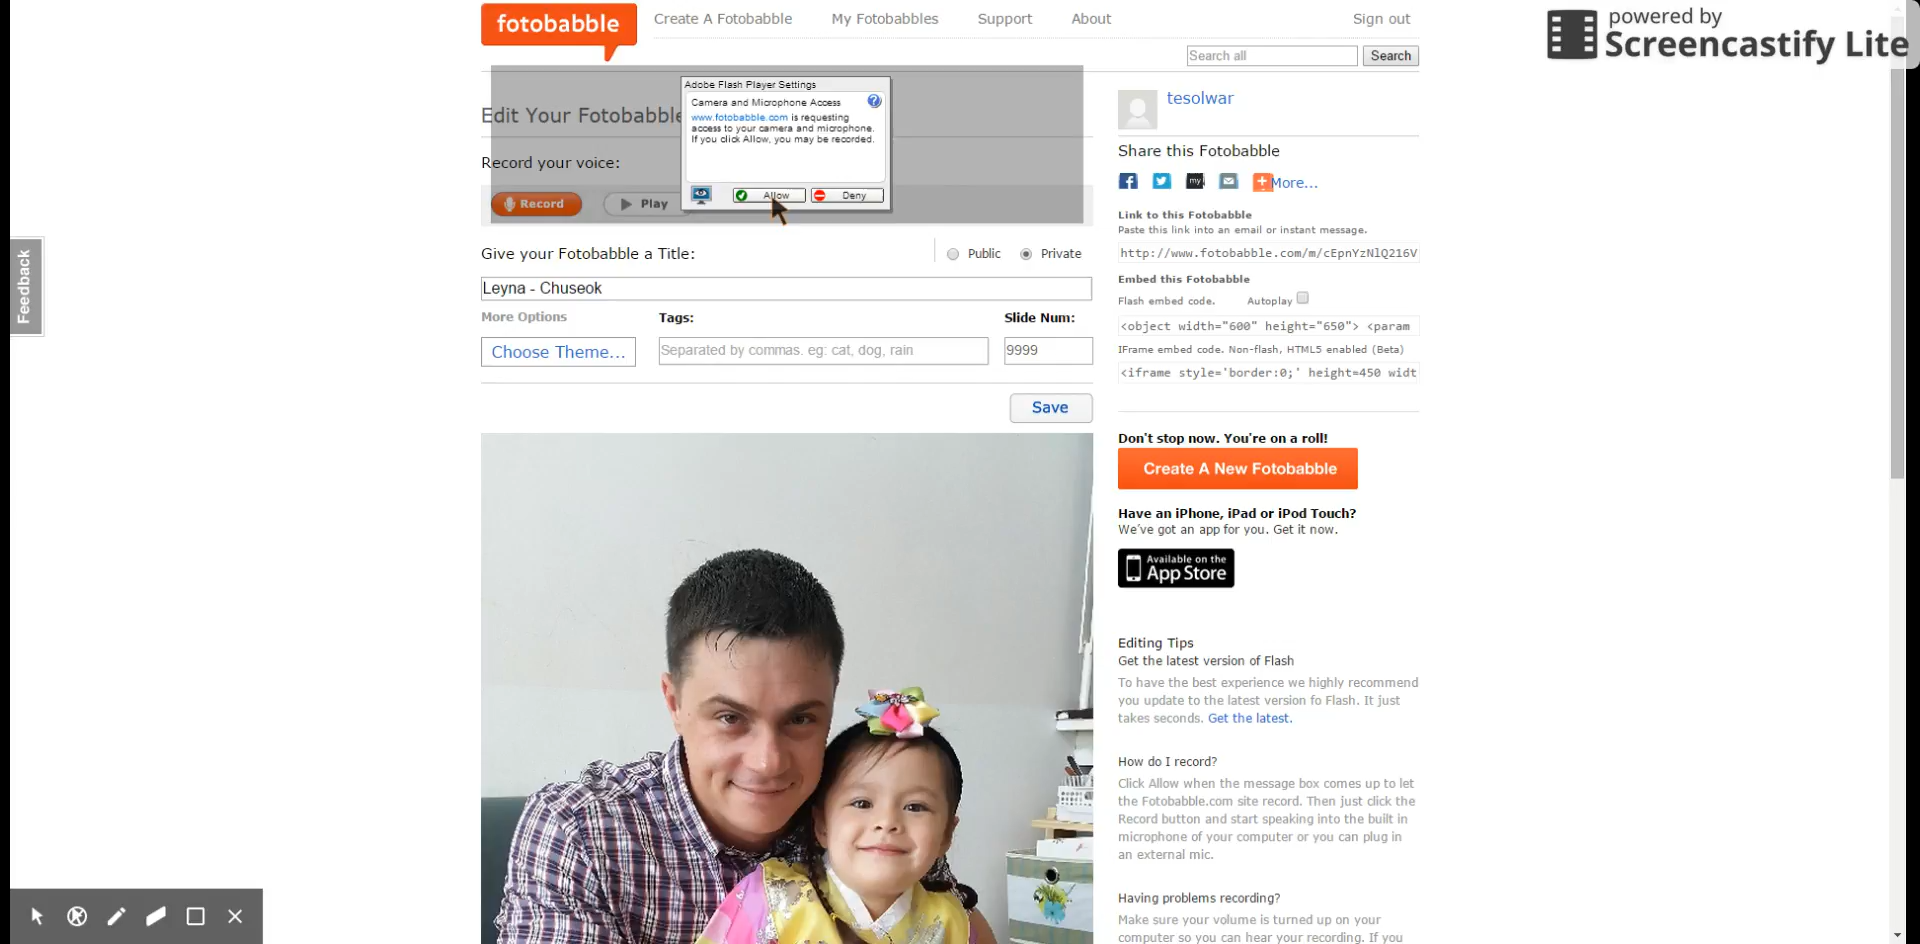 fotobabble
Create A Fotobabble
My Fotobabbles
Support
About
Sign out
powered by
Screencastify Lite
Search all
Search
Adobe Flash Player Settings
Camera and Microphone Access
www.fotobabble.com is requesting
access to your camera and microphone.
If you click Allow, you may be recorded.
Allow
Deny
Edit Your Fotobabble
Record your voice:
Record
Play
Feedback
Give your Fotobabble a Title:
Public
Private
Leyna - Chuseok
More Options
Tags:
Slide Num:
Choose Theme...
Separated by commas. eg: cat, dog, rain
9999
Save
tesolwar
Share this Fotobabble
my
More...
Link to this Fotobabble
Paste this link into an email or instant message.
http://www.fotobabble.com/m/cEpnYzNlQ216V
Embed this Fotobabble
Flash embed code.
Autoplay
<object width="600" height="650"> <param
IFrame embed code. Non-flash, HTML5 enabled (Beta)
<iframe style='border:0;' height=450 widt
Don't stop now. You're on a roll!
Create A New Fotobabble
Have an iPhone, iPad or iPod Touch?
We've got an app for you. Get it now.
Available on the
App Store
Editing Tips
Get the latest version of Flash
To have the best experience we highly recommend
you update to the latest version fo Flash. It just
takes seconds. Get the latest.
How do I record?
Click Allow when the message box comes up to let
the Fotobabble.com site record. Then just click the
Record button and start speaking into the built in
microphone of your computer or you can plug in
an external mic.
Having problems recording?
Make sure your volume is turned up on your
computer so you can hear your recording. If you